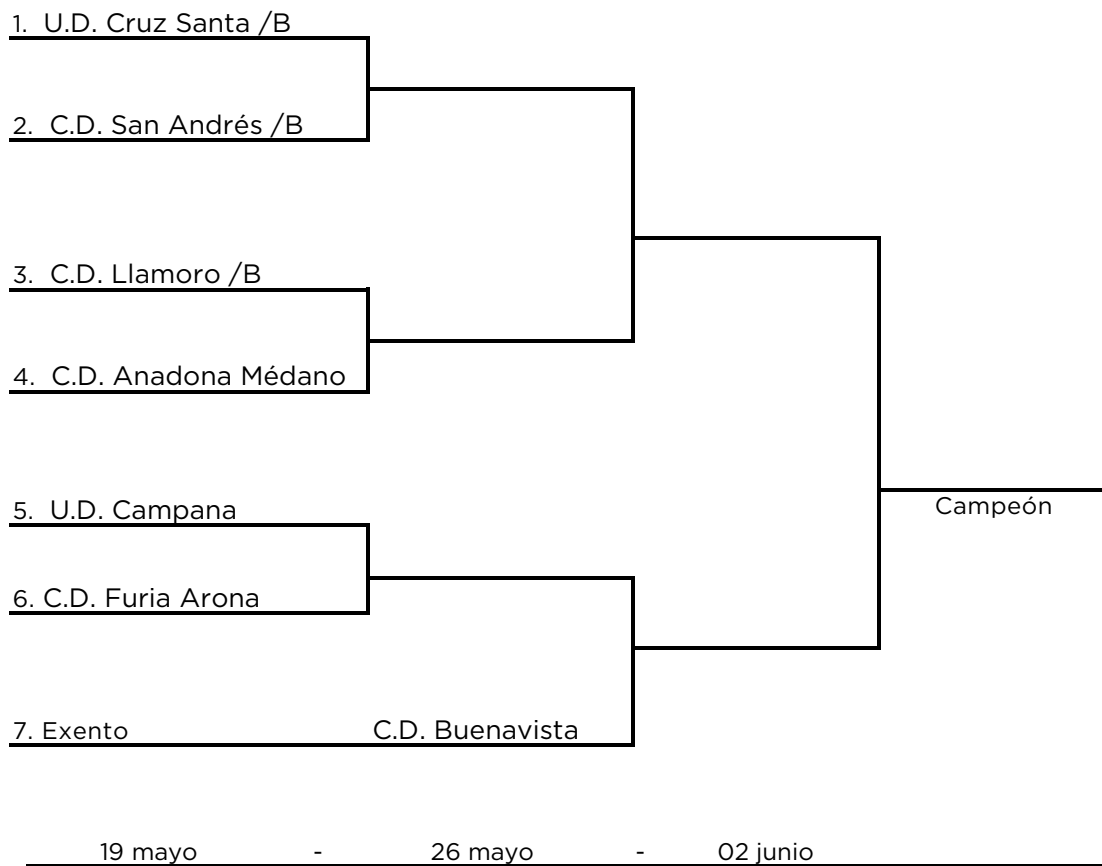 1. U.D. Cruz Santa /B
2. C.D. San Andrés /B
3. C.D. Llamoro /B
4. C.D. Anadona Médano
5. U.D. Campana
Campeón
6. C.D. Furia Arona
7. Exento C.D. Buenavista
19 mayo - 26 mayo - 02 junio